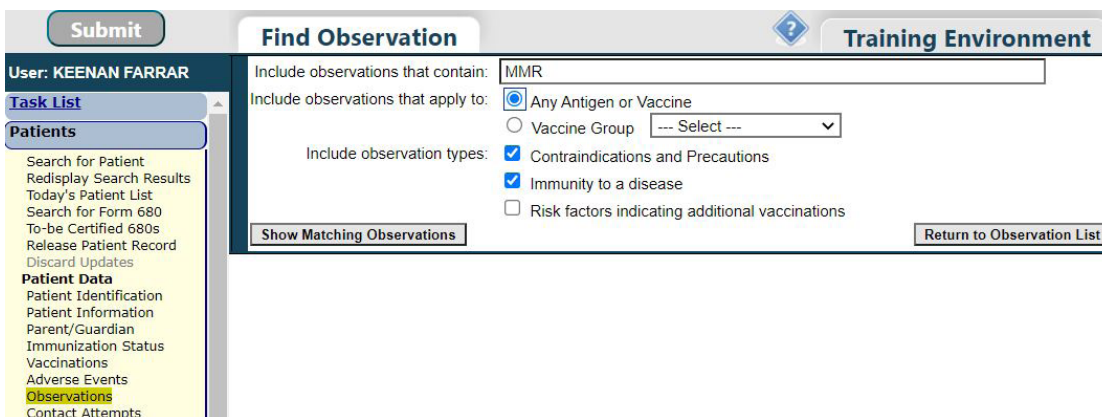 Submit
Find Observation
?
Training Environment
User: KEENAN FARRAR
Task List
Patients
Search for Patient
Redisplay Search Results
Today's Patient List
Search for Form 680
To-be Certified 680s
Release Patient Record
Discard Updates
Patient Data
Patient Identification
Patient Information
Parent/Guardian
Immunization Status
Vaccinations
Adverse Events
Observations
Contact Attempts
Include observations that contain: MMR
Include observations that apply to: Any Antigen or Vaccine
Vaccine Group --- Select ---
Include observation types: Contraindications and Precautions
Immunity to a disease
Risk factors indicating additional vaccinations
Show Matching Observations Return to Observation List